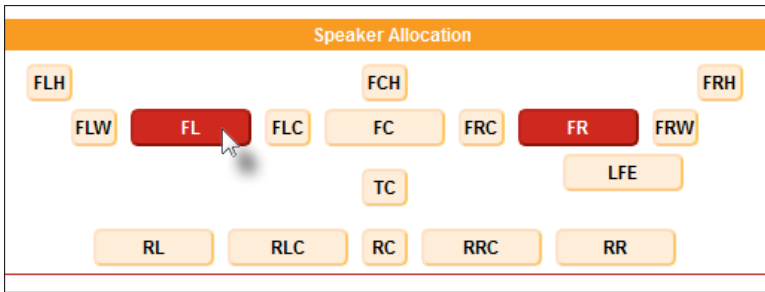 Speaker Allocation
FLH FCH FRH
FLW FL FLC FC FRC FR FRW
LFE
TC
RL RLC RC RRC RR